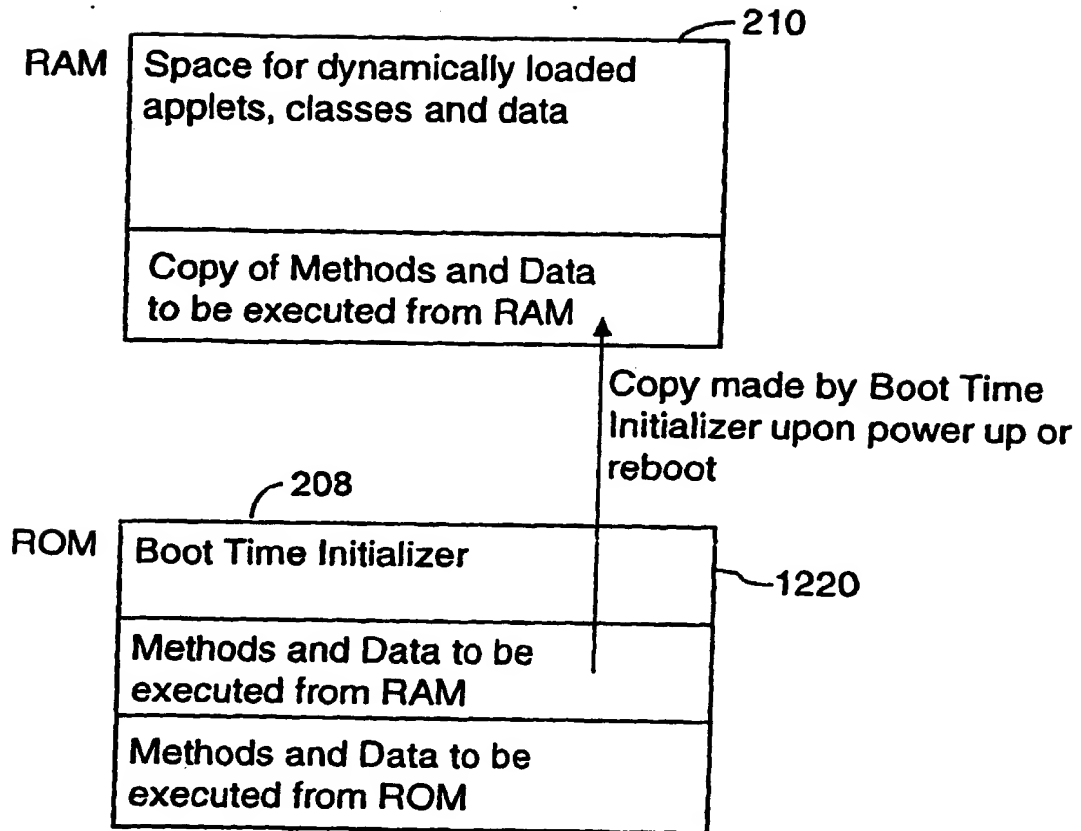 210
RAM
Space for dynamically loaded
applets, classes and data
Copy of Methods and Data
to be executed from RAM
Copy made by Boot Time
Initializer upon power up or
reboot
208
ROM
Boot Time Initializer
1220
Methods and Data to be
executed from RAM
Methods and Data to be
executed from ROM